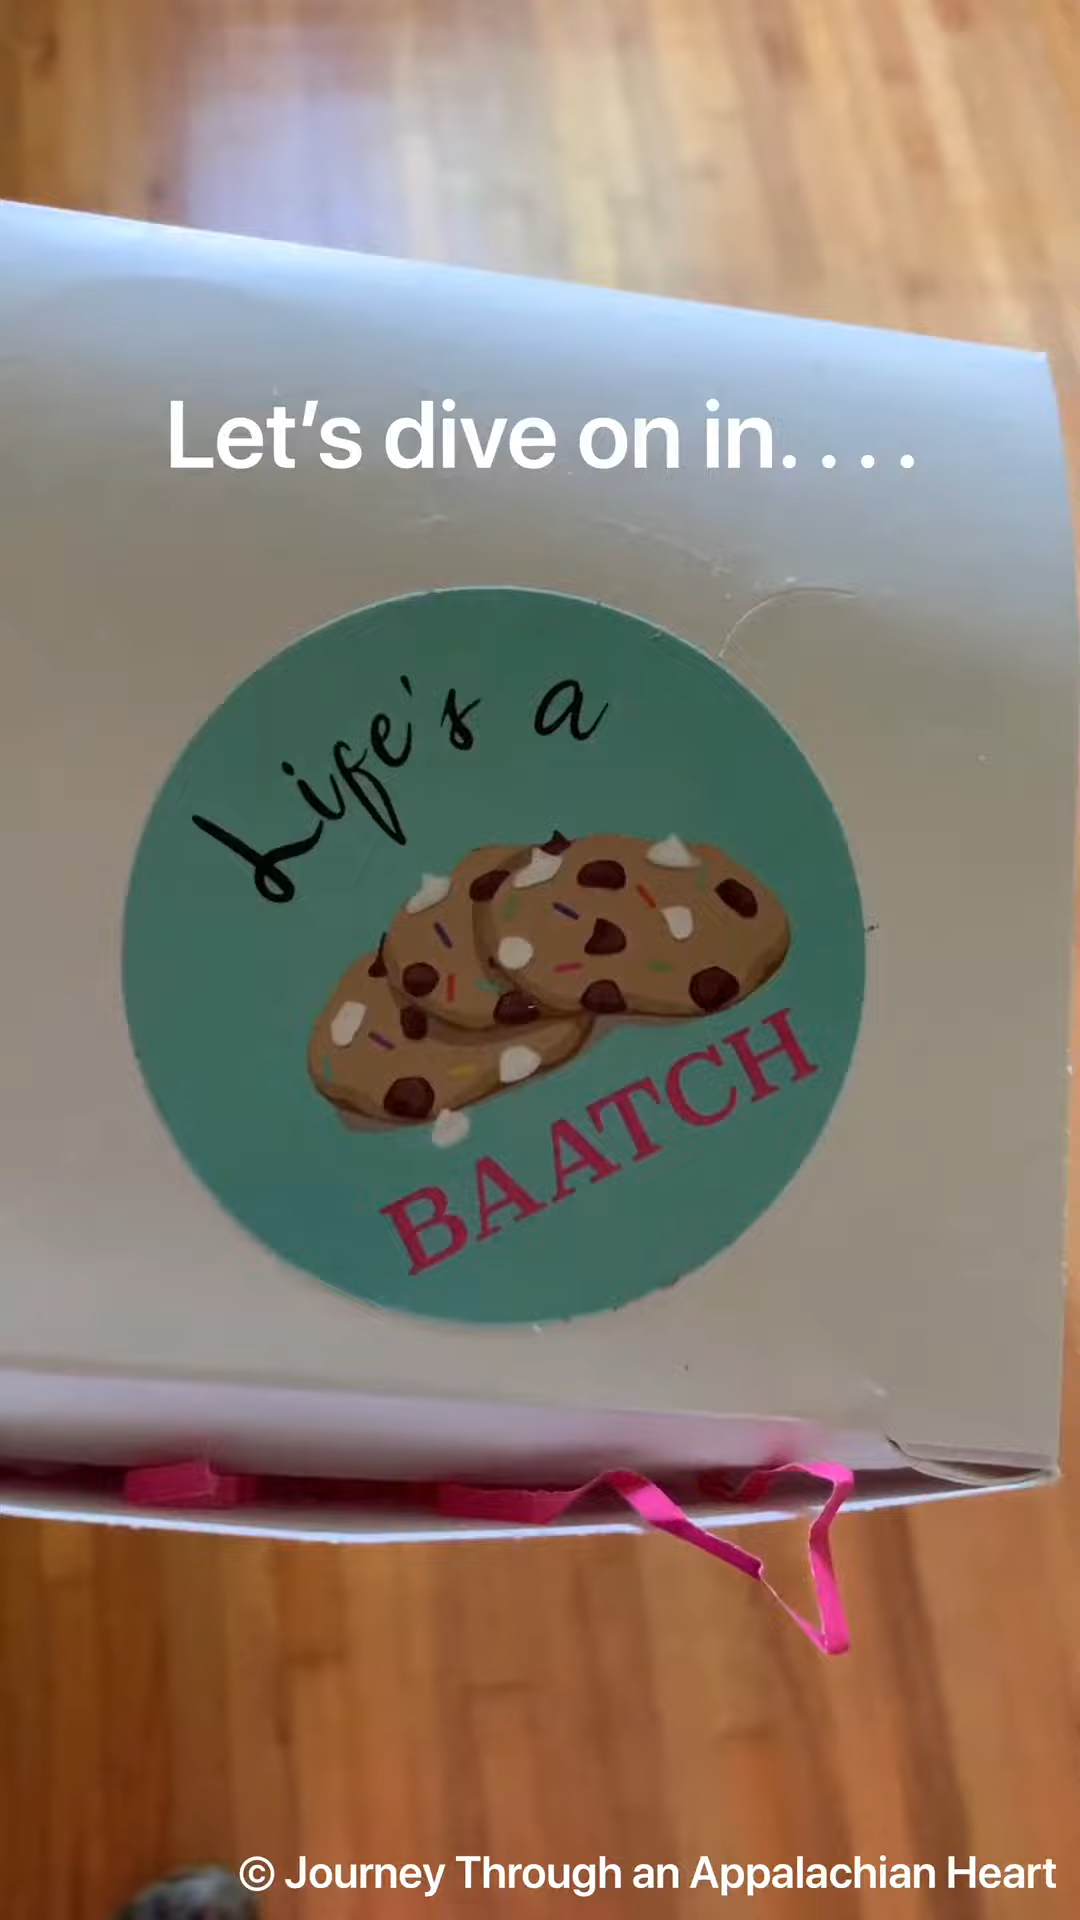 Let’s dive on in. . . .
Life's a
BAATCH
© Journey Through an Appalachian Heart